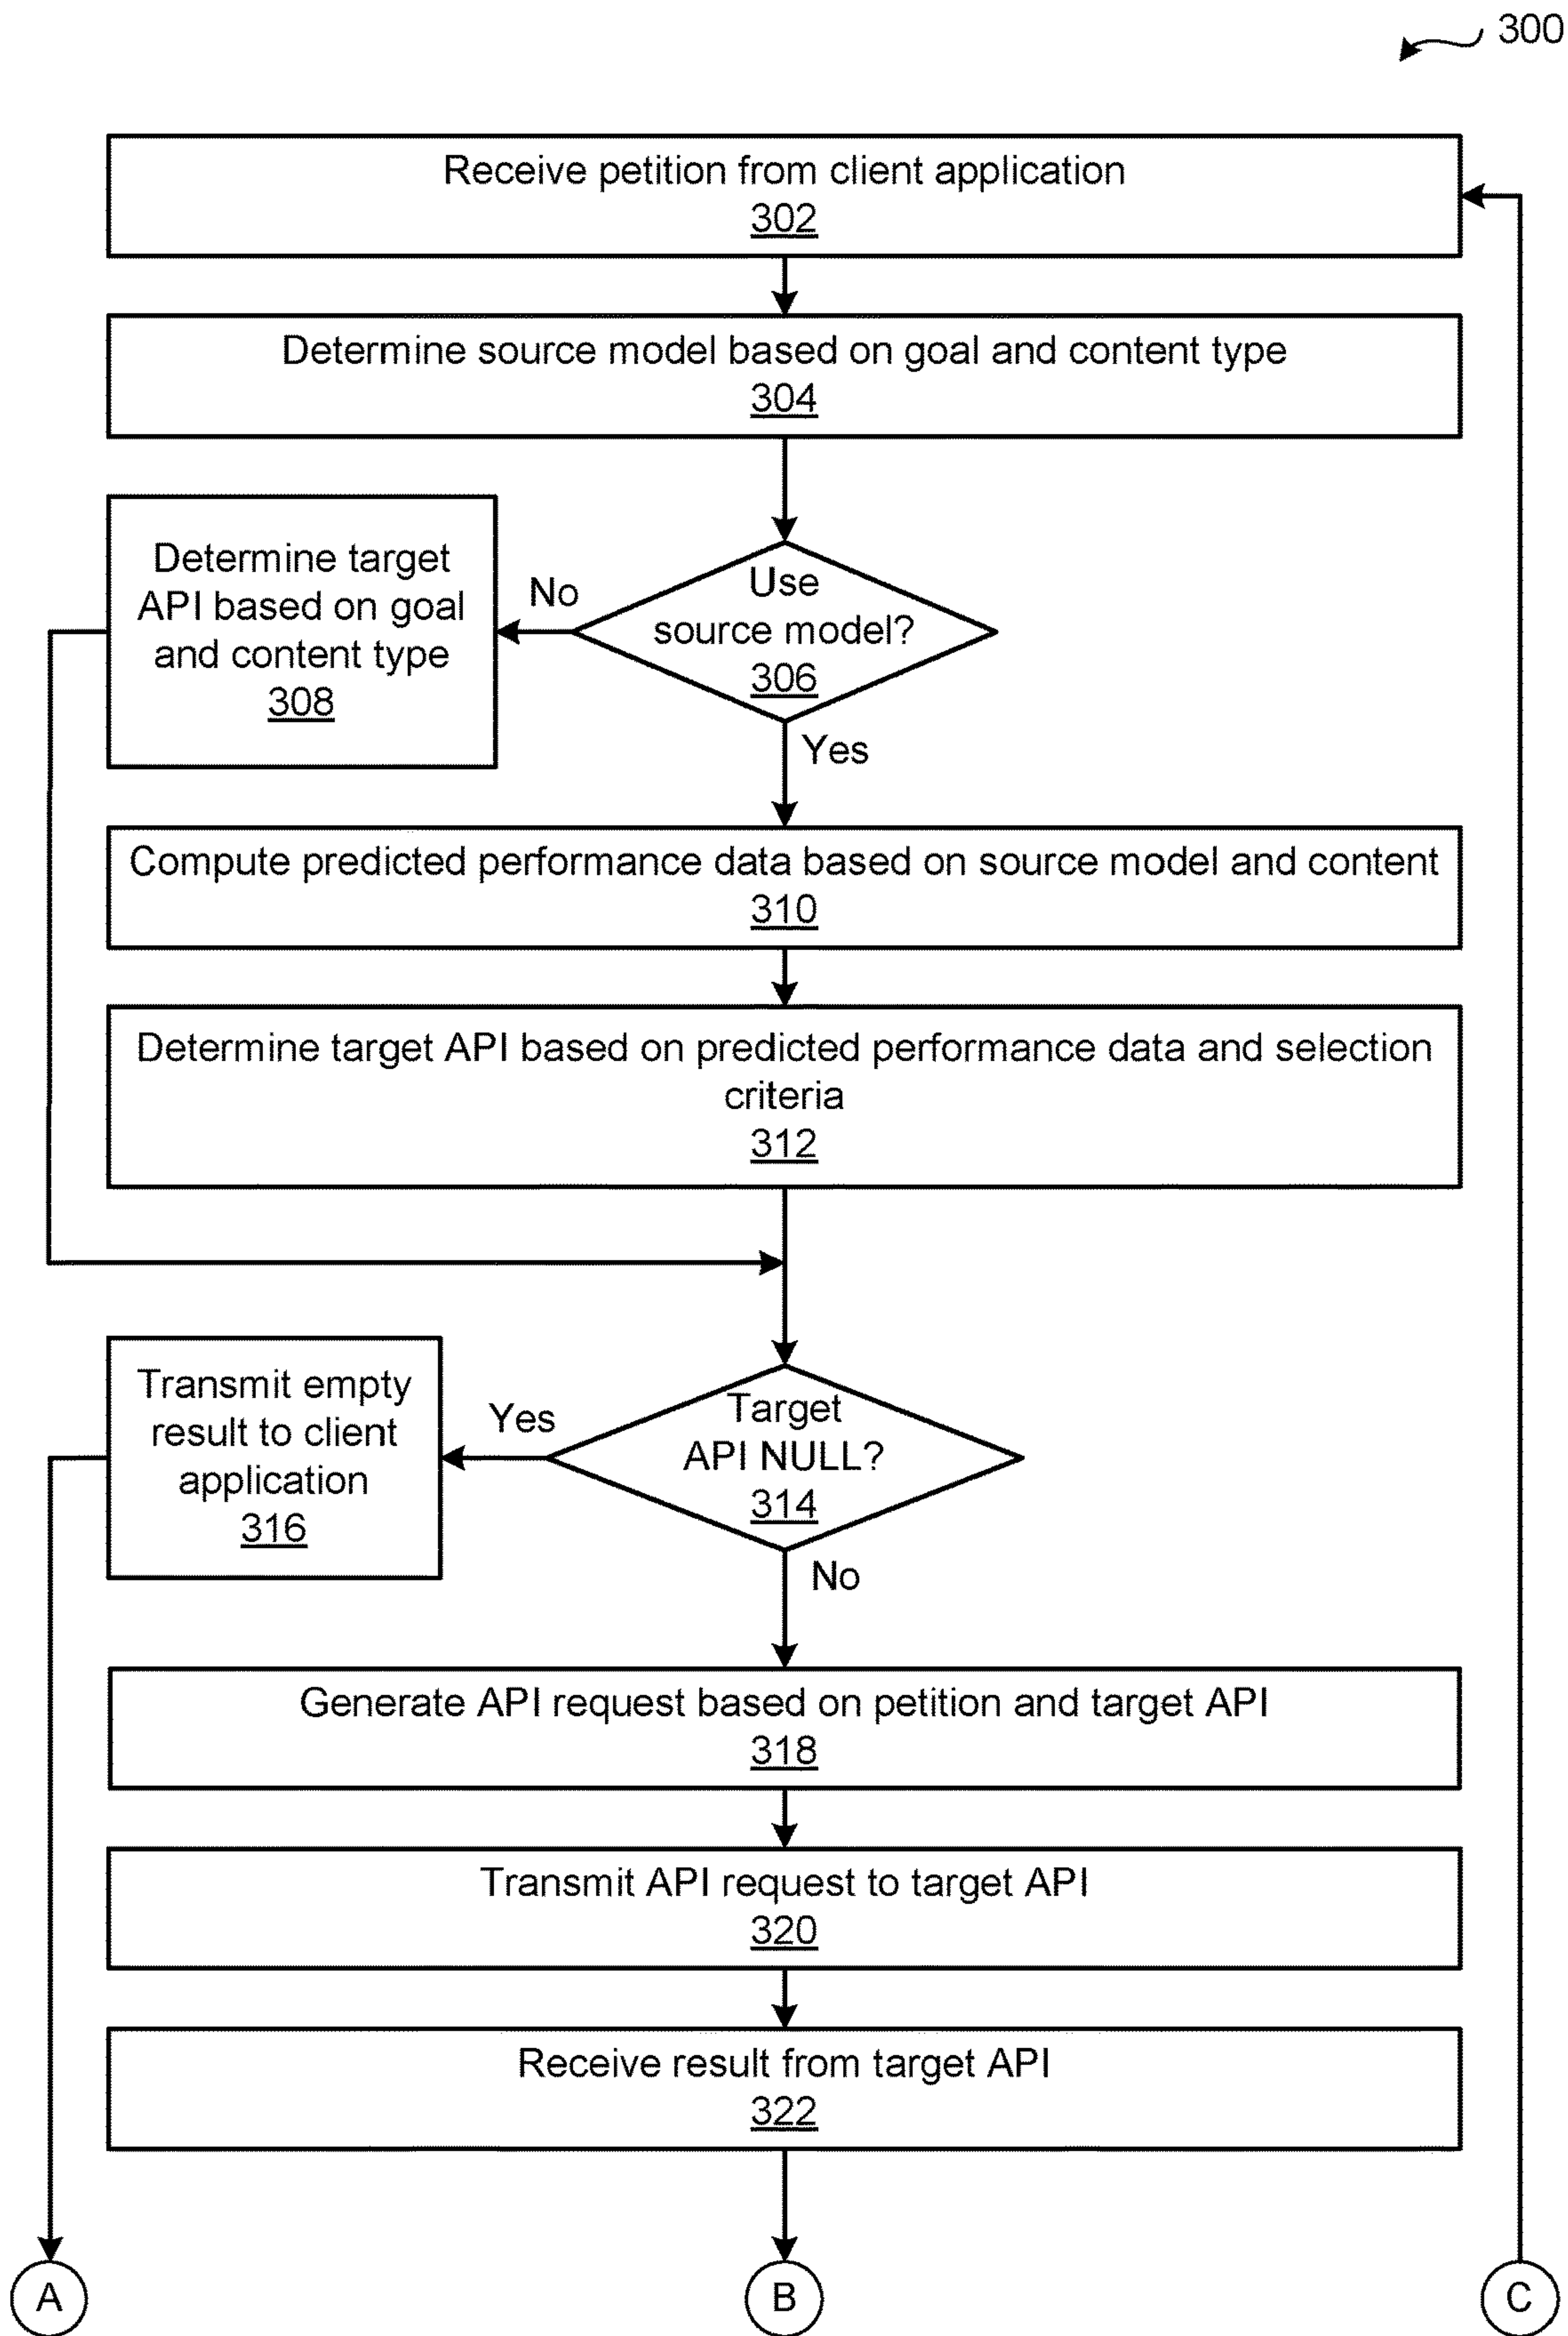 300
Receive petition from client application
302
Determine source model based on goal and content type
304
Determine target
API based on goal
and content type
308
No
Use
source model?
306
Yes
Compute predicted performance data based on source model and content
310
Determine target API based on predicted performance data and selection
criteria
312
Transmit empty
result to client
application
316
Yes
Target
API NULL?
314
No
Generate API request based on petition and target API
318
Transmit API request to target API
320
Receive result from target API
322
A
B
C